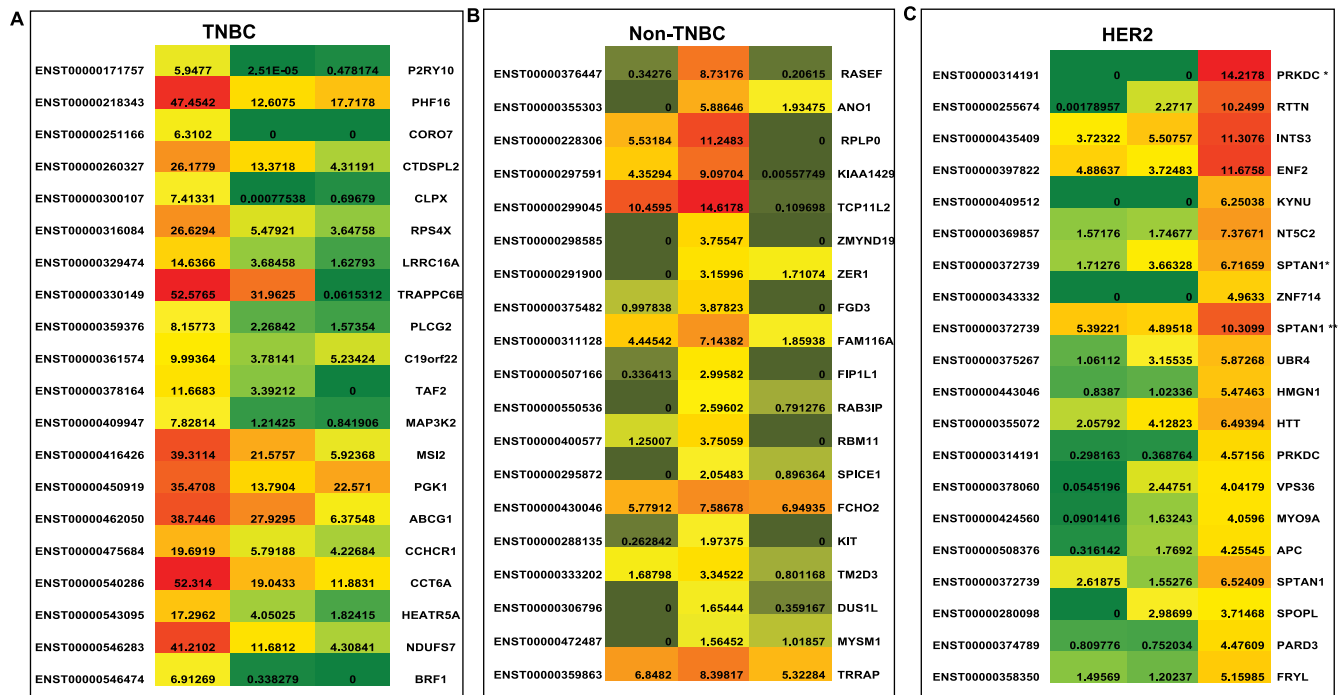 A
TNBC
ENST00000171757 5.9477 2.51E-05 0.478174 P2RY10
ENST00000218343 47.4542 12.6075 17.7178 PHF16
ENST00000251166 6.3102 0 0 CORO7
ENST00000260327 26.1779 13.3718 4.31191 CTDSPL2
ENST00000300107 7.41331 0.00077538 0.69679 CLPX
ENST00000316084 26.6294 5.47921 3.64758 RPS4X
ENST00000329474 14.6366 3.68458 1.62793 LRRC16A
ENST00000330149 52.5765 31.9625 0.0615312 TRAPPC6B
ENST00000359376 8.15773 2.26842 1.57354 PLCG2
ENST00000361574 9.99364 3.78141 5.23424 C19orf22
ENST00000378164 11.6683 3.39212 0 TAF2
ENST00000409947 7.82814 1.21425 0.841906 MAP3K2
ENST00000416426 39.3114 21.5757 5.92368 MSI2
ENST00000450919 35.4708 13.7904 22.571 PGK1
ENST00000462050 38.7446 27.9295 6.37548 ABCG1
ENST00000475684 19.6919 5.79188 4.22684 CCHCR1
ENST00000540286 52.314 19.0433 11.8831 CCT6A
ENST00000543095 17.2962 4.05025 1.82415 HEATR5A
ENST00000546283 41.2102 11.6812 4.30841 NDUFS7
ENST00000546474 6.91269 0.338279 0 BRF1
B
Non-TNBC
ENST00000376447 0.34276 8.73176 0.20615 RASEF
ENST00000355303 0 5.88646 1.93475 ANO1
ENST00000228306 5.53184 11.2483 0 RPLP0
ENST00000297591 4.35294 9.09704 0.00557749 KIAA1429
ENST00000299045 10.4595 14.6178 0.109698 TCP11L2
ENST00000298585 0 3.75547 0 ZMYND19
ENST00000291900 0 3.15996 1.71074 ZER1
ENST00000375482 0.997838 3.87823 0 FGD3
ENST00000311128 4.44542 7.14382 1.85938 FAM116A
ENST00000507166 0.336413 2.99582 0 FIP1L1
ENST00000550536 0 2.59602 0.791276 RAB3IP
ENST00000400577 1.25007 3.75059 0 RBM11
ENST00000295872 0 2.05483 0.896364 SPICE1
ENST00000430046 5.77912 7.58678 6.94935 FCHO2
ENST00000288135 0.262842 1.97375 0 KIT
ENST00000333202 1.68798 3.34522 0.801168 TM2D3
ENST00000306796 0 1.65444 0.359167 DUS1L
ENST00000472487 0 1.56452 1.01857 MYSM1
ENST00000359863 6.8482 8.39817 5.32284 TRRAP
C
HER2
ENST00000314191 0 0 14.2178 PRKDC *
ENST00000255674 0.00178957 2.2717 10.2499 RTTN
ENST00000435409 3.72322 5.50757 11.3076 INTS3
ENST00000397822 4.88637 3.72483 11.6758 ENF2
ENST00000409512 0 0 6.25038 KYNU
ENST00000369857 1.57176 1.74677 7.37671 NT5C2
ENST00000372739 1.71276 3.66328 6.71659 SPTAN1*
ENST00000343332 0 0 4.9633 ZNF714
ENST00000372739 5.39221 4.89518 10.3099 SPTAN1 **
ENST00000375267 1.06112 3.15535 5.87268 UBR4
ENST00000443046 0.8387 1.02336 5.47463 HMGN1
ENST00000355072 2.05792 4.12823 6.49394 HTT
ENST00000314191 0.298163 0.368764 4.57156 PRKDC
ENST00000378060 0.0545196 2.44751 4.04179 VPS36
ENST00000424560 0.0901416 1.63243 4.0596 MYO9A
ENST00000508376 0.316142 1.7692 4.25545 APC
ENST00000372739 2.61875 1.55276 6.52409 SPTAN1
ENST00000280098 0 2.98699 3.71468 SPOPL
ENST00000374789 0.809776 0.752034 4.47609 PARD3
ENST00000358350 1.49569 1.20237 5.15985 FRYL